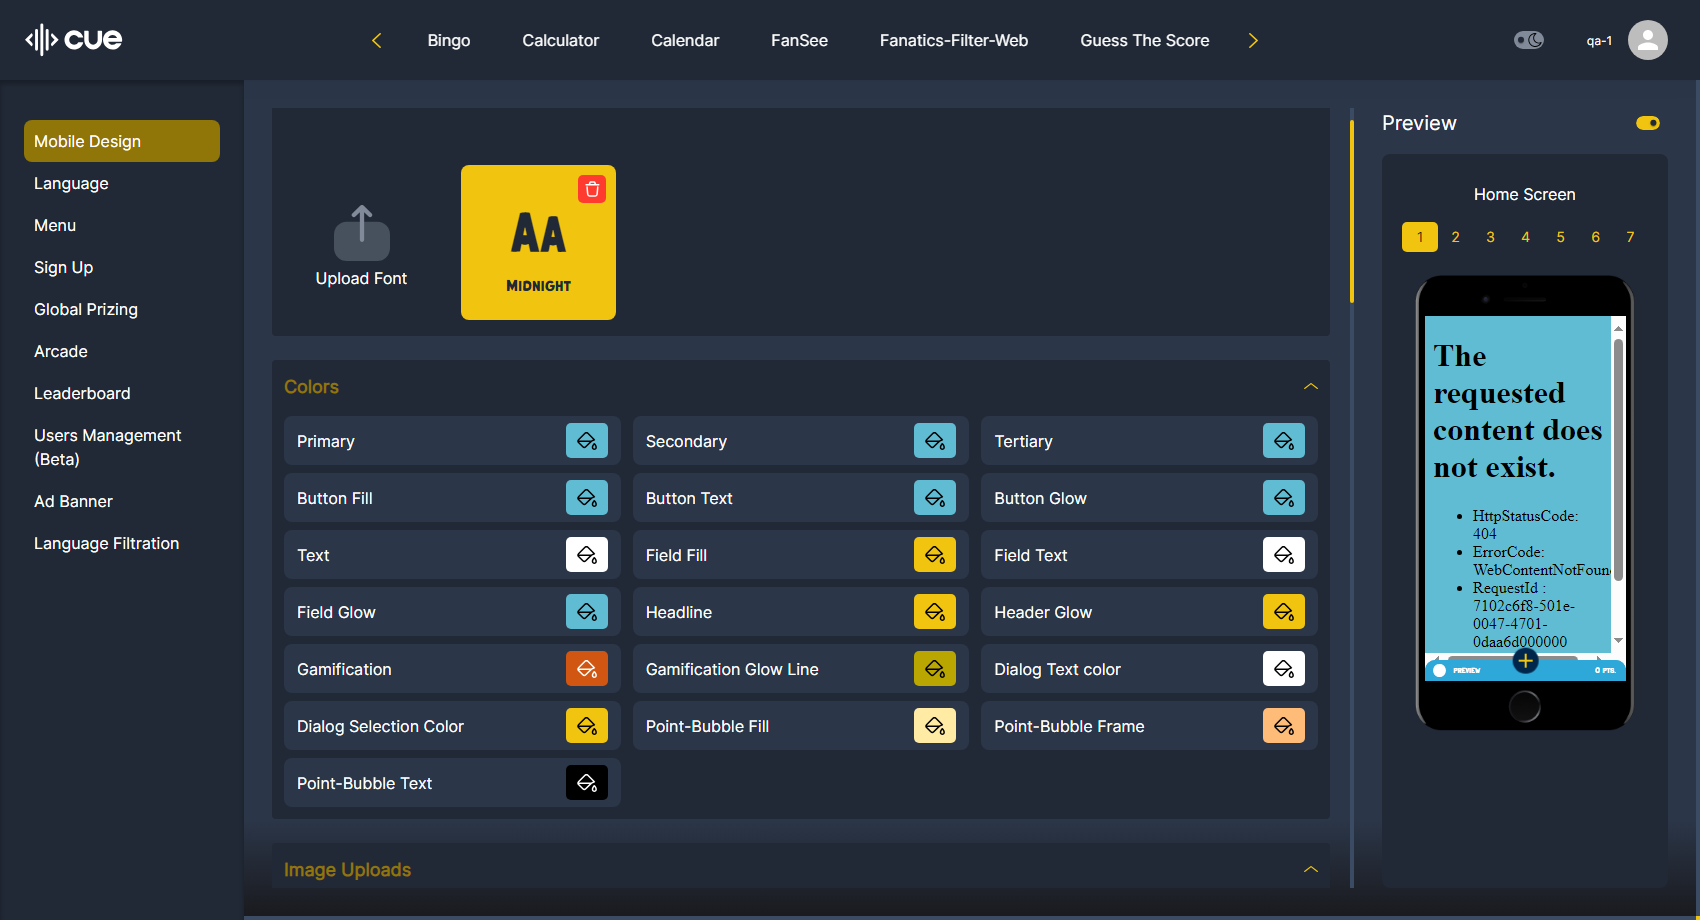 cue
Bingo
Calculator
Calendar
FanSee
Fanatics-Filter-Web
Guess The Score
qa-1
Mobile Design
Language
Menu
Sign Up
Global Prizing
Arcade
Leaderboard
Users Management
(Beta)
Ad Banner
Language Filtration
Upload Font
AA
MIDNIGHT
Colors
Primary
Secondary
Tertiary
Button Fill
Button Text
Button Glow
Text
Field Fill
Field Text
Field Glow
Headline
Header Glow
Gamification
Gamification Glow Line
Dialog Text color
Dialog Selection Color
Point-Bubble Fill
Point-Bubble Frame
Point-Bubble Text
Image Uploads
Preview
Home Screen
1 2 3 4 5 6 7
The
requested
content does
not exist.
• HttpStatusCode:
404
• ErrorCode:
WebContentNotFoun
• RequestId :
7102c6f8-501e-
0047-4701-
0daa6d000000
PREVIEW
0 PTS.